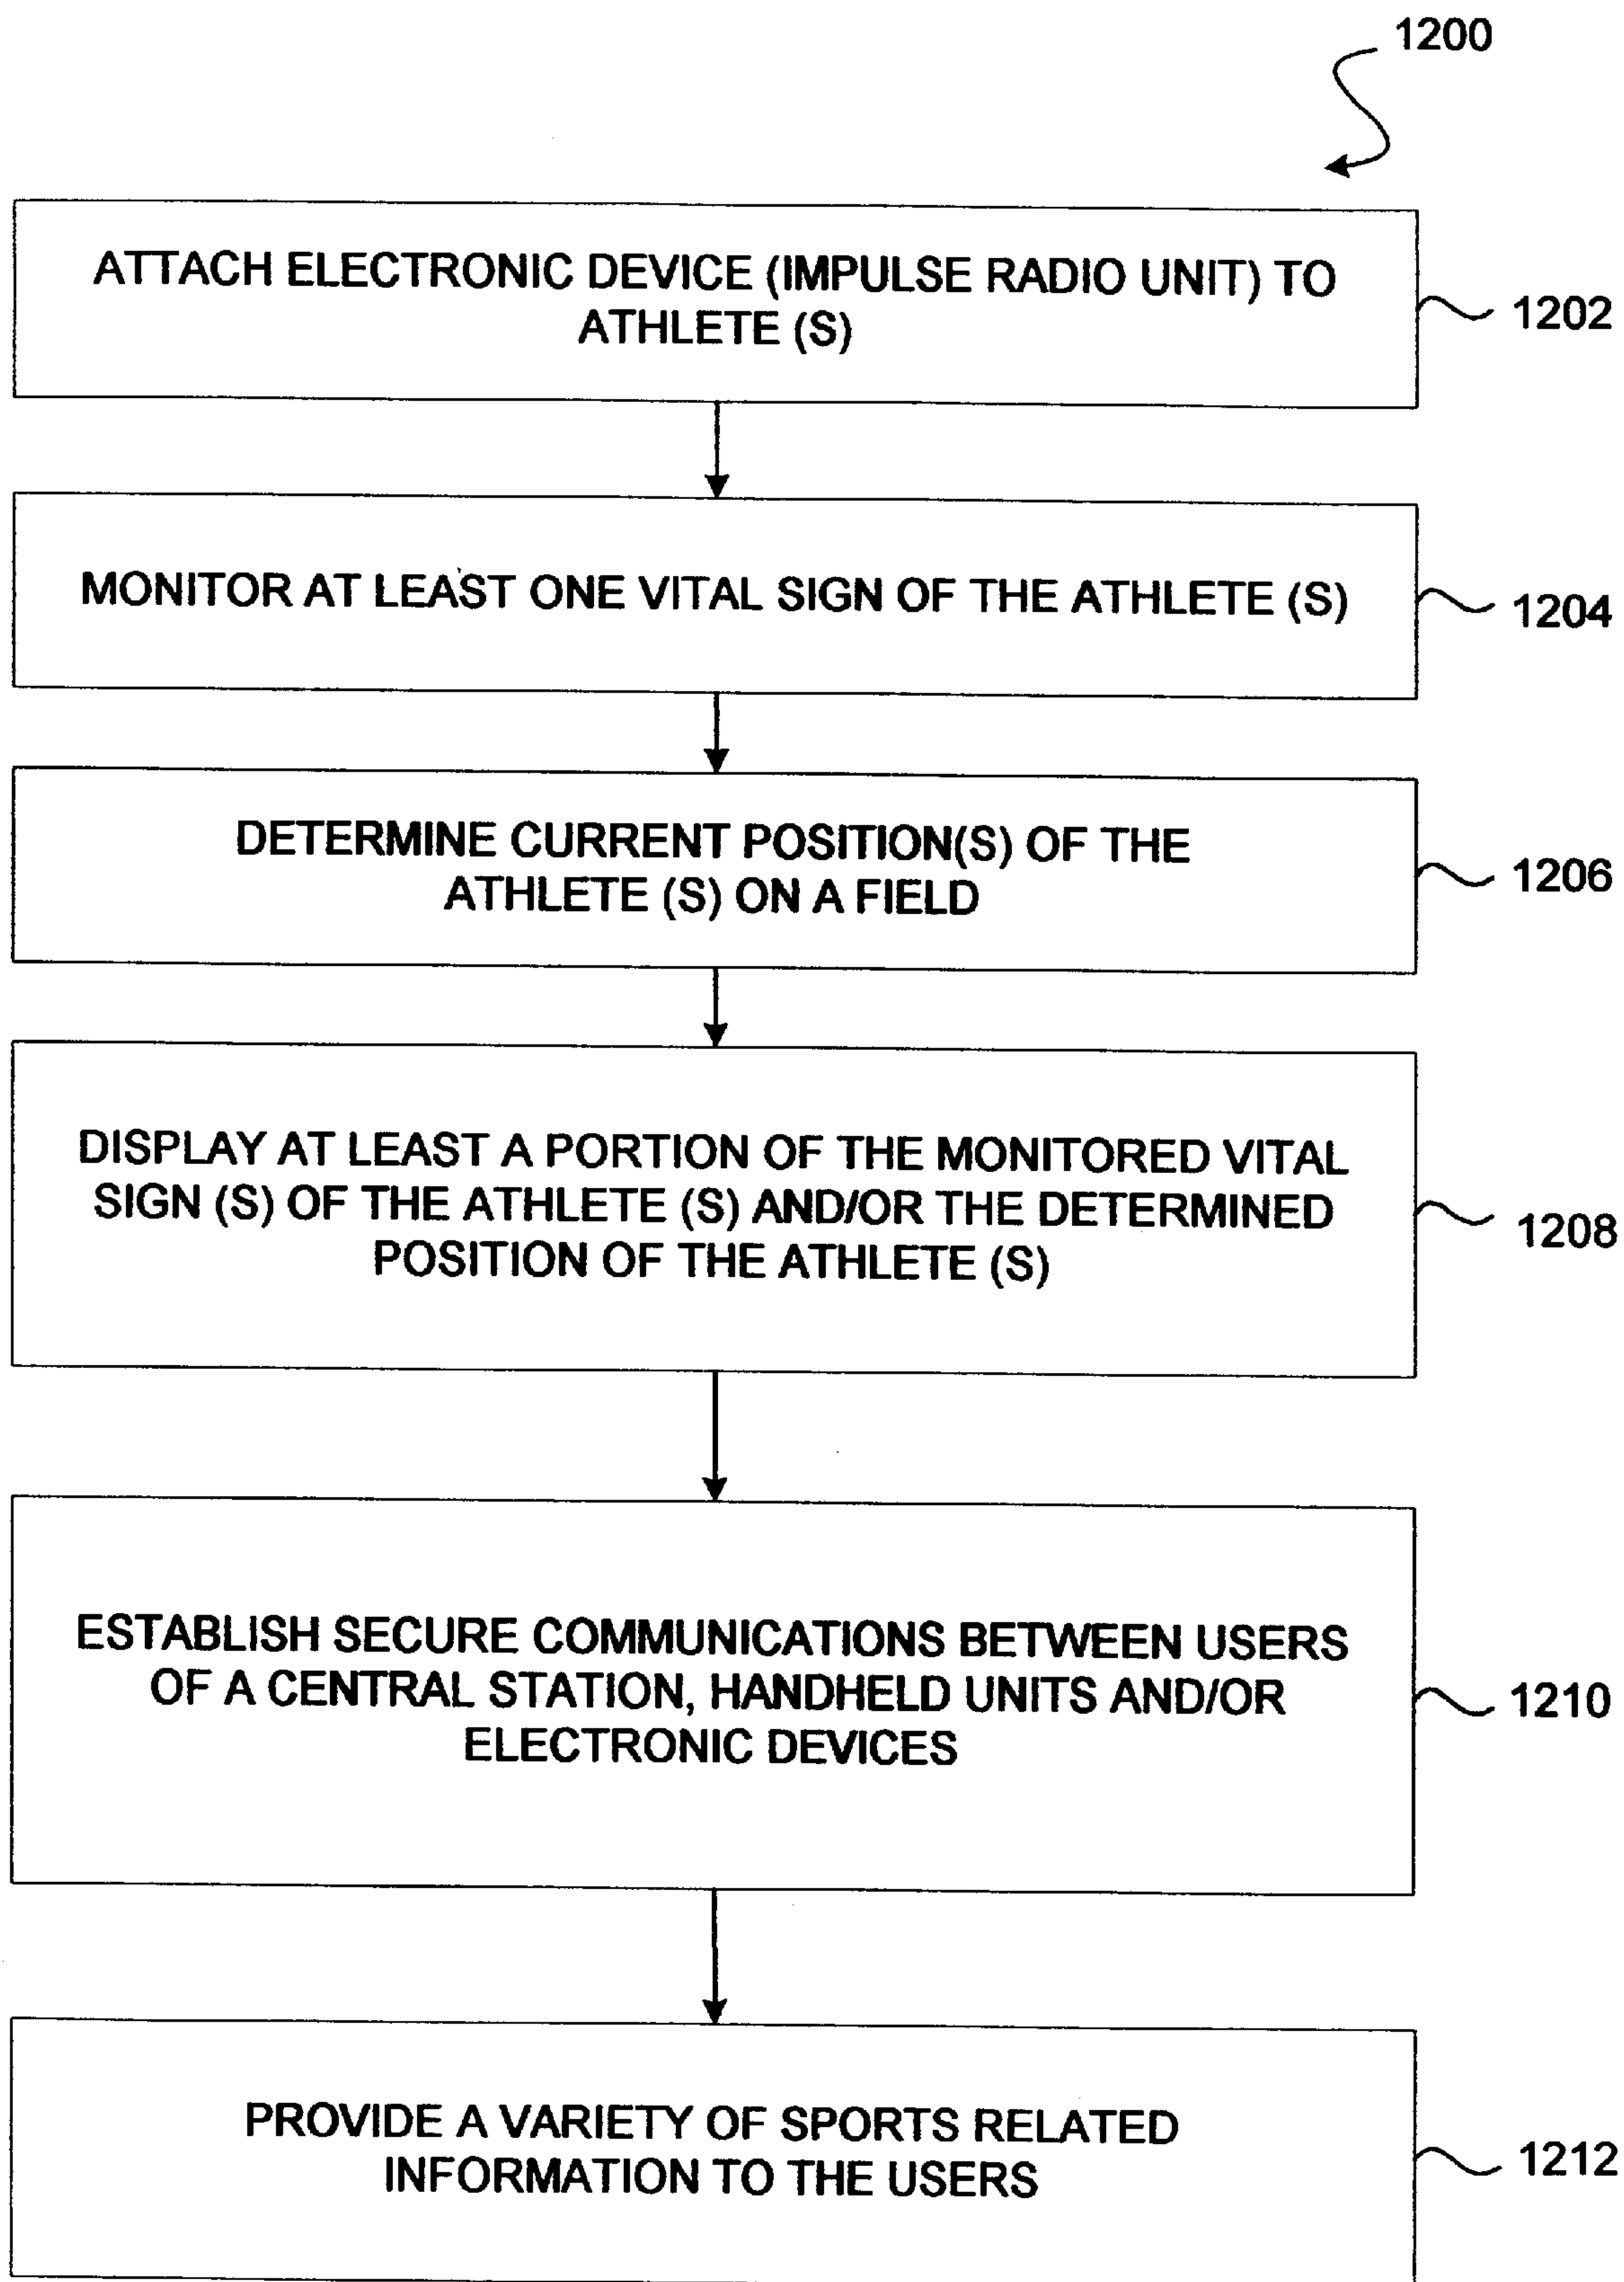 1200
ATTACH ELECTRONIC DEVICE (IMPULSE RADIO UNIT) TO
ATHLETE (S)
1202
MONITOR AT LEAST ONE VITAL SIGN OF THE ATHLETE (S)
1204
DETERMINE CURRENT POSITION(S) OF THE
ATHLETE (S) ON A FIELD
1206
DISPLAY AT LEAST A PORTION OF THE MONITORED VITAL
SIGN (S) OF THE ATHLETE (S) AND/OR THE DETERMINED
POSITION OF THE ATHLETE (S)
1208
ESTABLISH SECURE COMMUNICATIONS BETWEEN USERS
OF A CENTRAL STATION, HANDHELD UNITS AND/OR
ELECTRONIC DEVICES
1210
PROVIDE A VARIETY OF SPORTS RELATED
INFORMATION TO THE USERS
1212